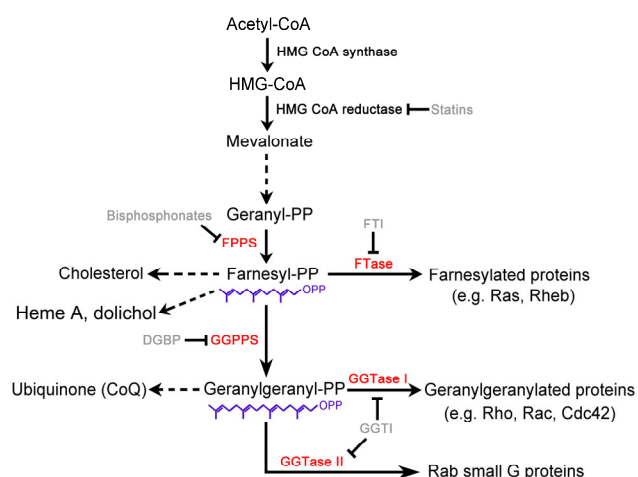 Acetyl-CoA
HMG CoA synthase
HMG-CoA
HMG CoA reductase
Statins
Mevalonate
Bisphosphonates
Geranyl-PP
FTI
FPPS
FTase
Cholesterol
Farnesyl-PP
Farnesylated proteins
(e.g. Ras, Rheb)
OPP
Heme A, dolichol
DGBP
GGPPS
GGTase I
Ubiquinone (CoQ)
Geranylgeranyl-PP
Geranylgeranylated proteins
(e.g. Rho, Rac, Cdc42)
OPP
GGTI
GGTase II
Rab small G proteins